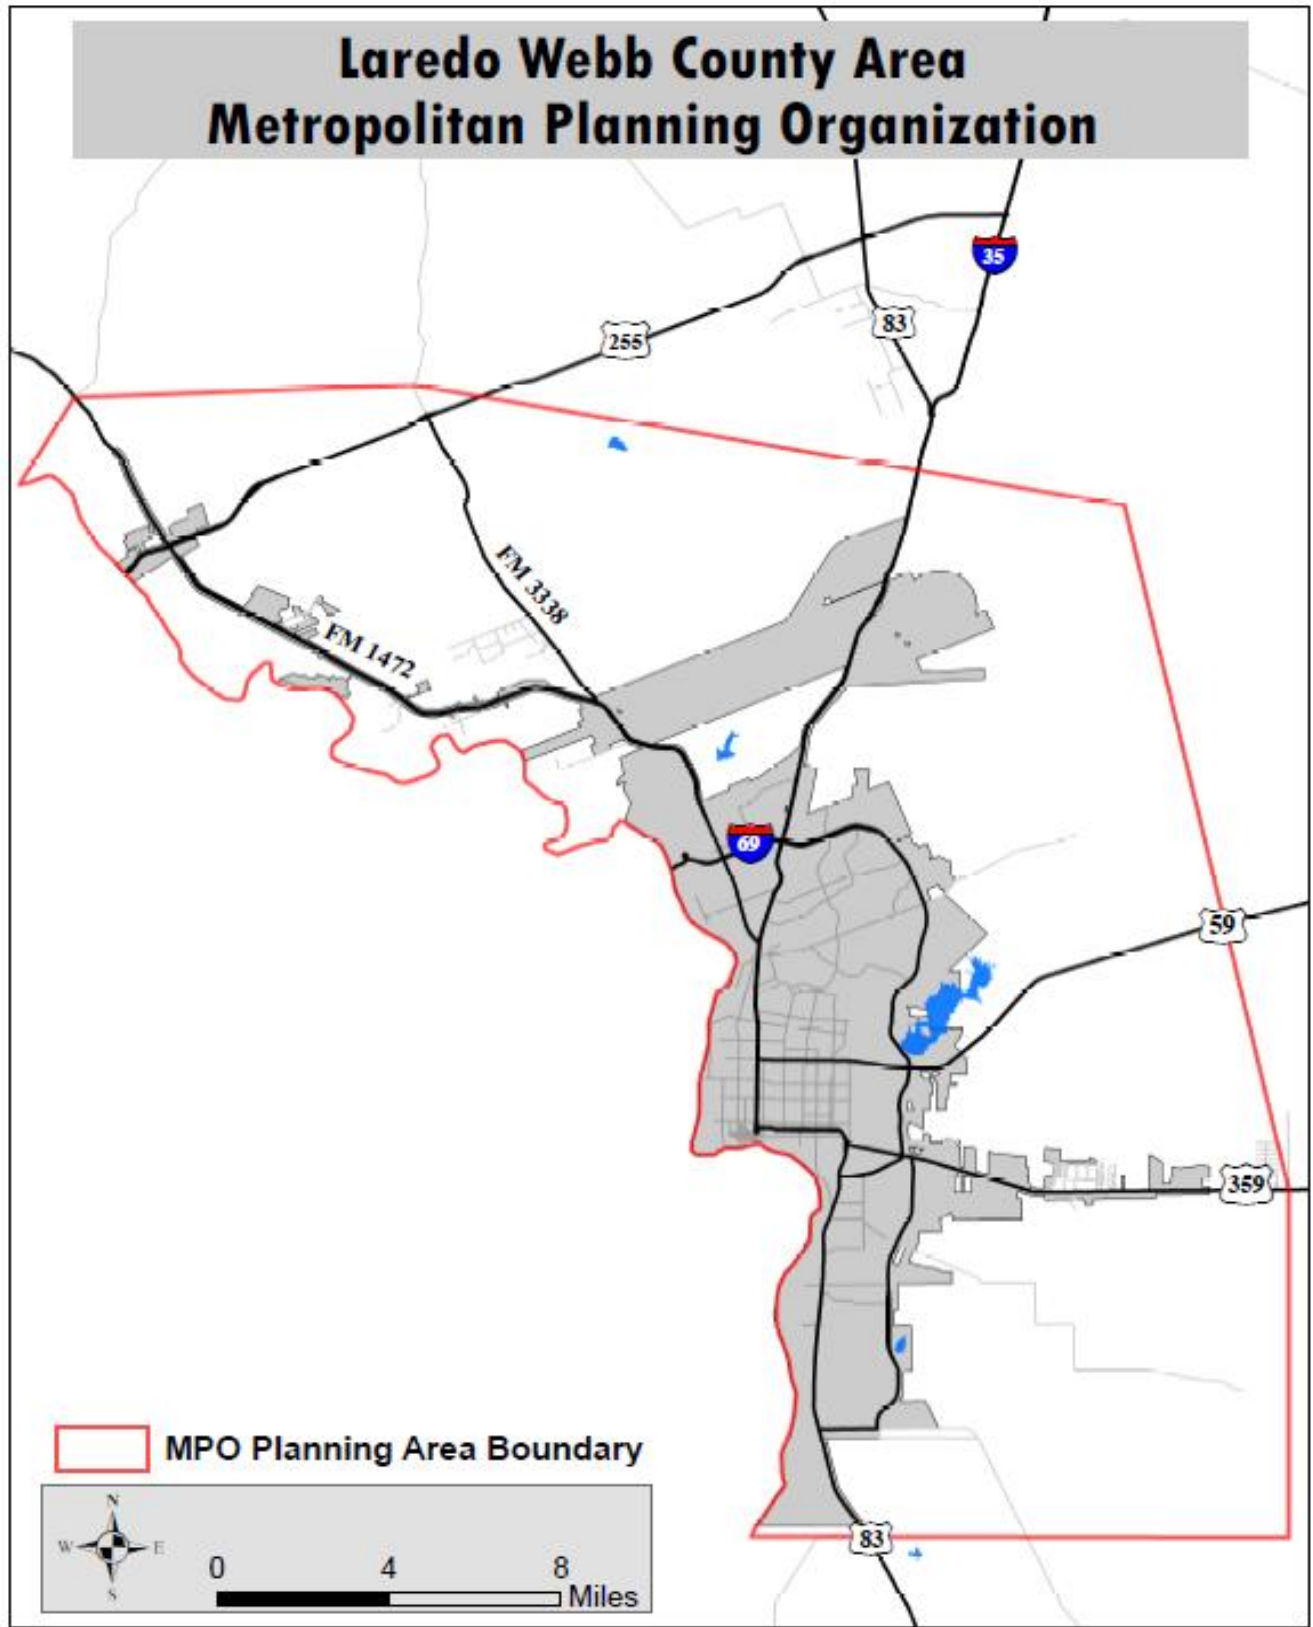 Laredo Webb County Area
Metropolitan Planning Organization
35
83
255
FM 3338
FM 1472
69
59
359
MPO Planning Area Boundary
N
W E
S
0 4 8
Miles
83